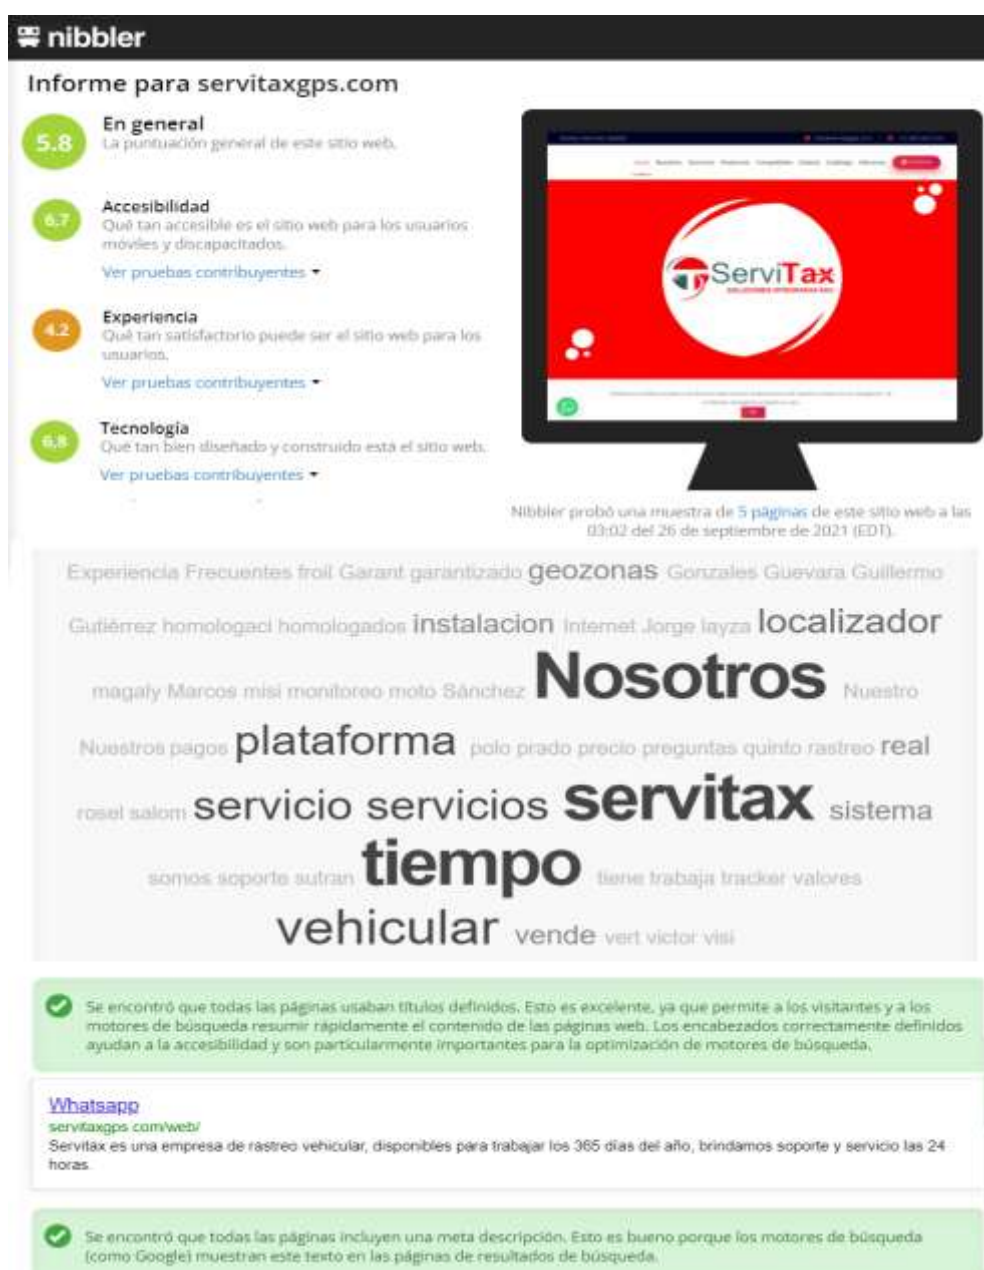 nibbler
Informe para servitaxgps.com
5.8
En general
La puntuación general de este sitio web.
6.7
Accesibilidad
Qué tan accesible es el sitio web para los usuarios
móviles y discapacitados.
Ver pruebas contribuyentes
4.2
Experiencia
Qué tan satisfactorio puede ser el sitio web para los
usuarios.
Ver pruebas contribuyentes
6.8
Tecnología
Qué tan bien diseñado y construido está el sitio web.
Ver pruebas contribuyentes
ServiTax
Nibbler probó una muestra de 5 páginas de este sitio web a las
03:02 del 26 de septiembre de 2021 (EDT).
Experiencia Frecuentes froil Garant garantizado geozonas Gonzales Guevara Guillermo
Gutiérrez homologaci homologados instalacion Internet Jorge layza localizador
magaly Marcos misi monitoreo moto Sánchez Nosotros Nuestro
Nuestros pagos plataforma polo prado precio preguntas quinto rastreo real
rosel salom servicio servicios servitax sistema
somos soporte sutran tiempo tiene trabaja tracker valores
vehicular vende vert victor visi
Se encontró que todas las páginas usaban títulos definidos. Esto es excelente, ya que permite a los visitantes y a los
motores de búsqueda resumir rápidamente el contenido de las páginas web. Los encabezados correctamente definidos
ayudan a la accesibilidad y son particularmente importantes para la optimización de motores de búsqueda.
Whatsapp
servitaxgps.com/web/
Servitax es una empresa de rastreo vehicular, disponibles para trabajar los 365 días del año, brindamos soporte y servicio las 24
horas.
Se encontró que todas las páginas incluyen una meta descripción. Esto es bueno porque los motores de búsqueda
(como Google) muestran este texto en las páginas de resultados de búsqueda.